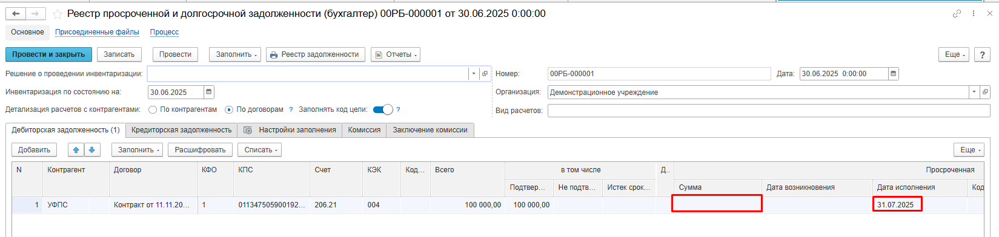 Реестр просроченной и долгосрочной задолженности (бухгалтер) 00РБ-000001 от 30.06.2025 0:00:00
Основное Присоединенные файлы Процесс
Провести и закрыть Записать Провести Заполнить Реестр задолженности Отчеты Еще ?
Решение о проведении инвентаризации: Номер: 00РБ-000001 Дата: 30.06.2025 0:00:00
Инвентаризация по состоянию на: 30.06.2025 Организация: Демонстрационное учреждение
Детализация расчетов с контрагентами: По контрагентам По договорам ? Заполнять код цели: ? Вид расчетов:
Дебиторская задолженность (1) Кредиторская задолженность Настройки заполнения Комиссия Заключение комиссии
Добавить Заполнить Расшифровать Списать Еще
N Контрагент Договор КФО КПС Счет КЭК Код... Всего в том числе Д.. Просроченная
Подтвер... Не подтв... Истек срок... Сумма Дата возникновения Дата исполнения Код
1 УФПС Контракт от 11.11.20... 1 011347505900192... 206.21 004 100 000,00 100 000,00 31.07.2025